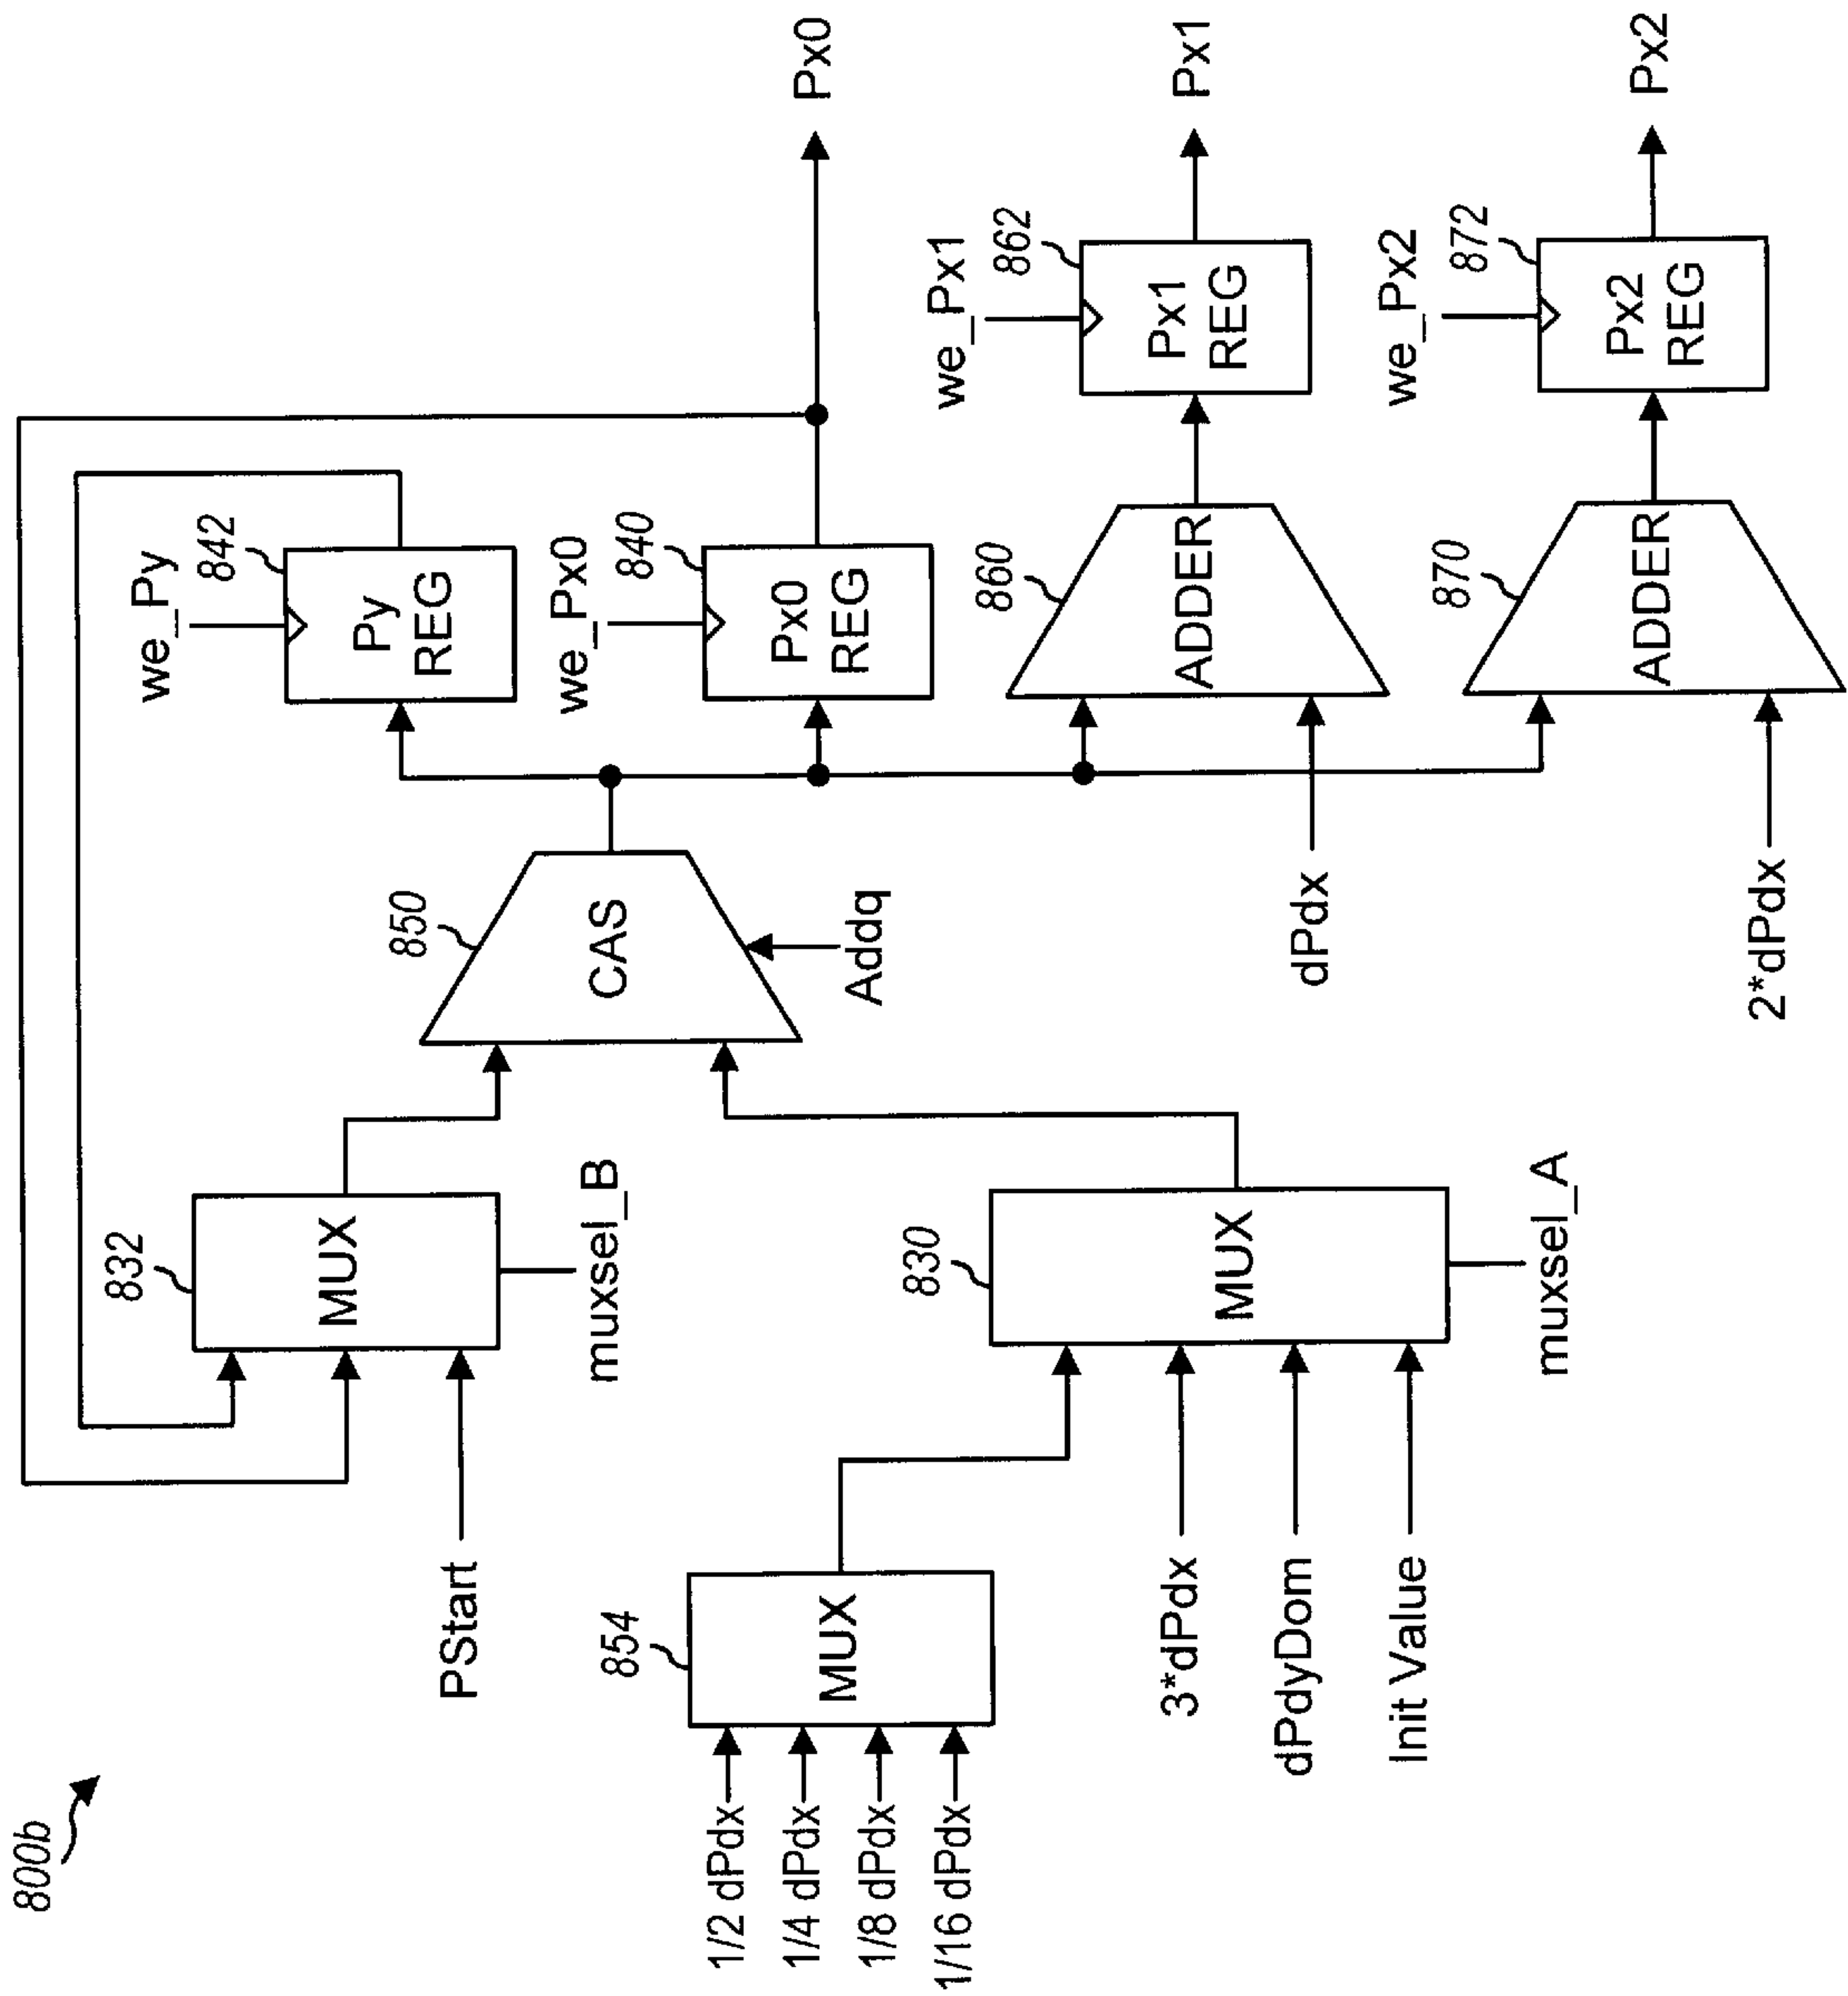 800b
1/2 dPdx
1/4 dPdx
1/8 dPdx
1/16 dPdx
854
MUX
PStart
3*dPdx
dPdyDom
Init Value
832
MUX
muxsel_B
830
MUX
muxsel_A
850
CAS
Addq
dPdx
2*dPdx
we_Py
842
Py
REG
we_Px0
840
Px0
REG
860
ADDER
870
ADDER
we_Px1
862
Px1
REG
we_Px2
872
Px2
REG
Px0
Px1
Px2